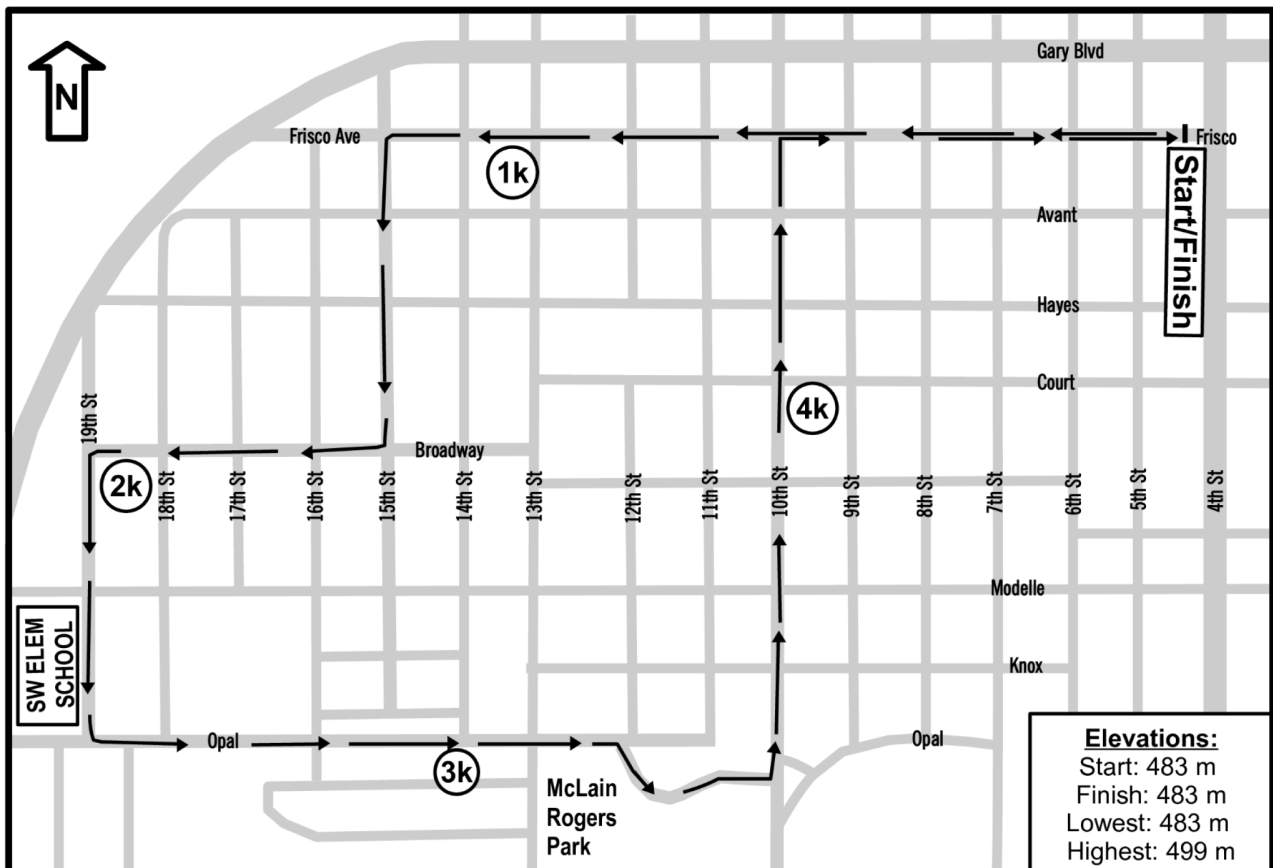 Gary Blvd
N
Frisco Ave
Frisco
1k
Start/Finish
Avant
Hayes
Court
4k
19th St
Broadway
2k
18th St
17th St
16th St
15th St
14th St
13th St
12th St
11th St
10th St
9th St
8th St
7th St
6th St
5th St
4th St
Modelle
SW ELEM
SCHOOL
Knox
Opal
Opal
3k
McLain
Rogers
Park
Elevations:
Start: 483 m
Finish: 483 m
Lowest: 483 m
Highest: 499 m